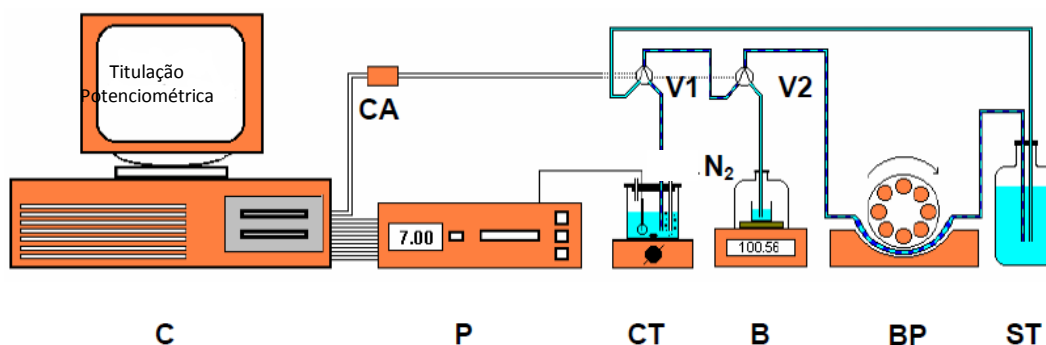 Titulação
Potenciométrica
CA
V1
V2
N2
7.00
100.56
C
P
CT
B
BP
ST